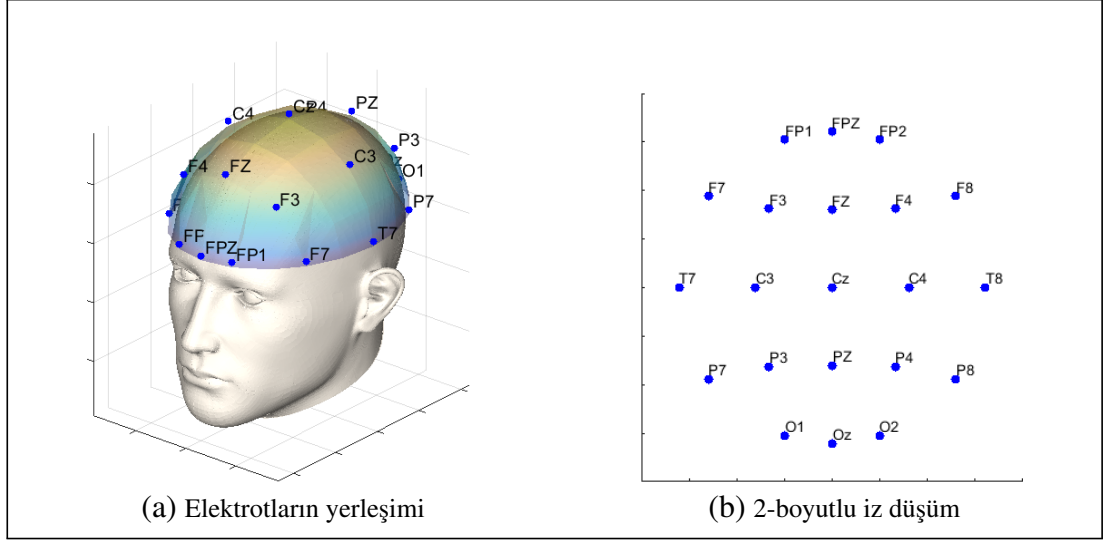 C4
Cz
P4
PZ
P3
F4
FZ
C3
O1
F3
P7
FPZ
FP1
F7
T7
(a) Elektrotların yerleşimi
FP1 FPZ FP2
F7 F3 FZ F4 F8
T7 C3 Cz C4 T8
P7 P3 PZ P4 P8
O1 Oz O2
(b) 2-boyutlu iz düşüm